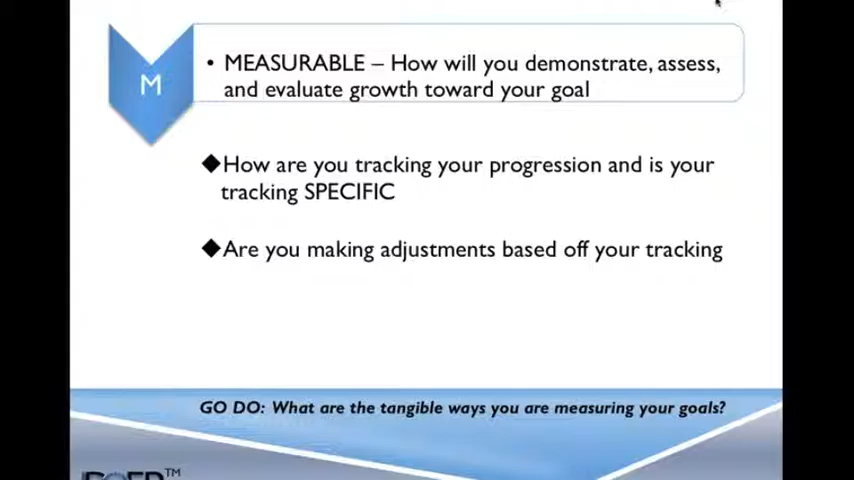 M
• MEASURABLE – How will you demonstrate, assess,
and evaluate growth toward your goal
◆How are you tracking your progression and is your
tracking SPECIFIC
◆Are you making adjustments based off your tracking
GO DO: What are the tangible ways you are measuring your goals?
TM